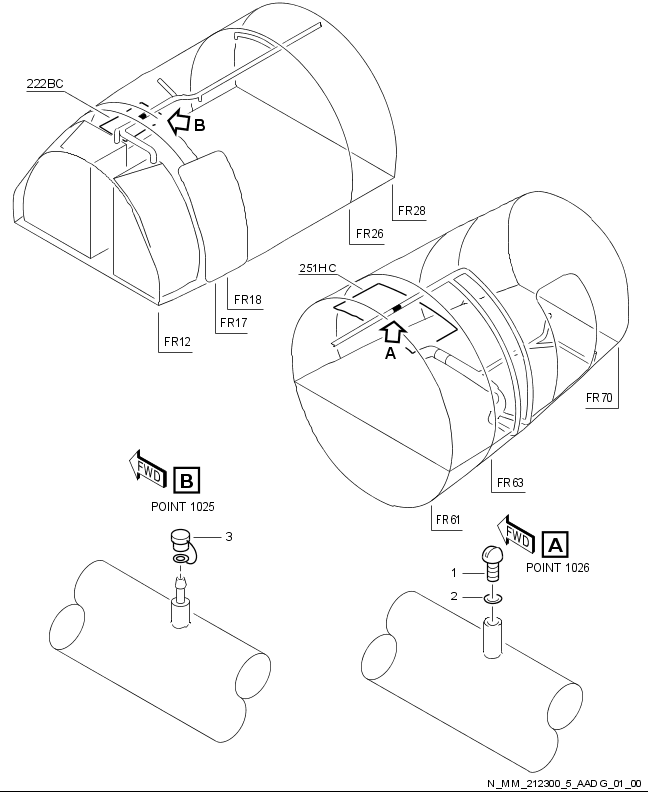 222BC
B
FR28
FR26
251HC
FR18
FR17
FR12
A
FR70
FR63
FR61
FWD
B
POINT 1025
3
FWD
A
POINT 1026
1
2
N_MM_212300_5_AADG_01_00